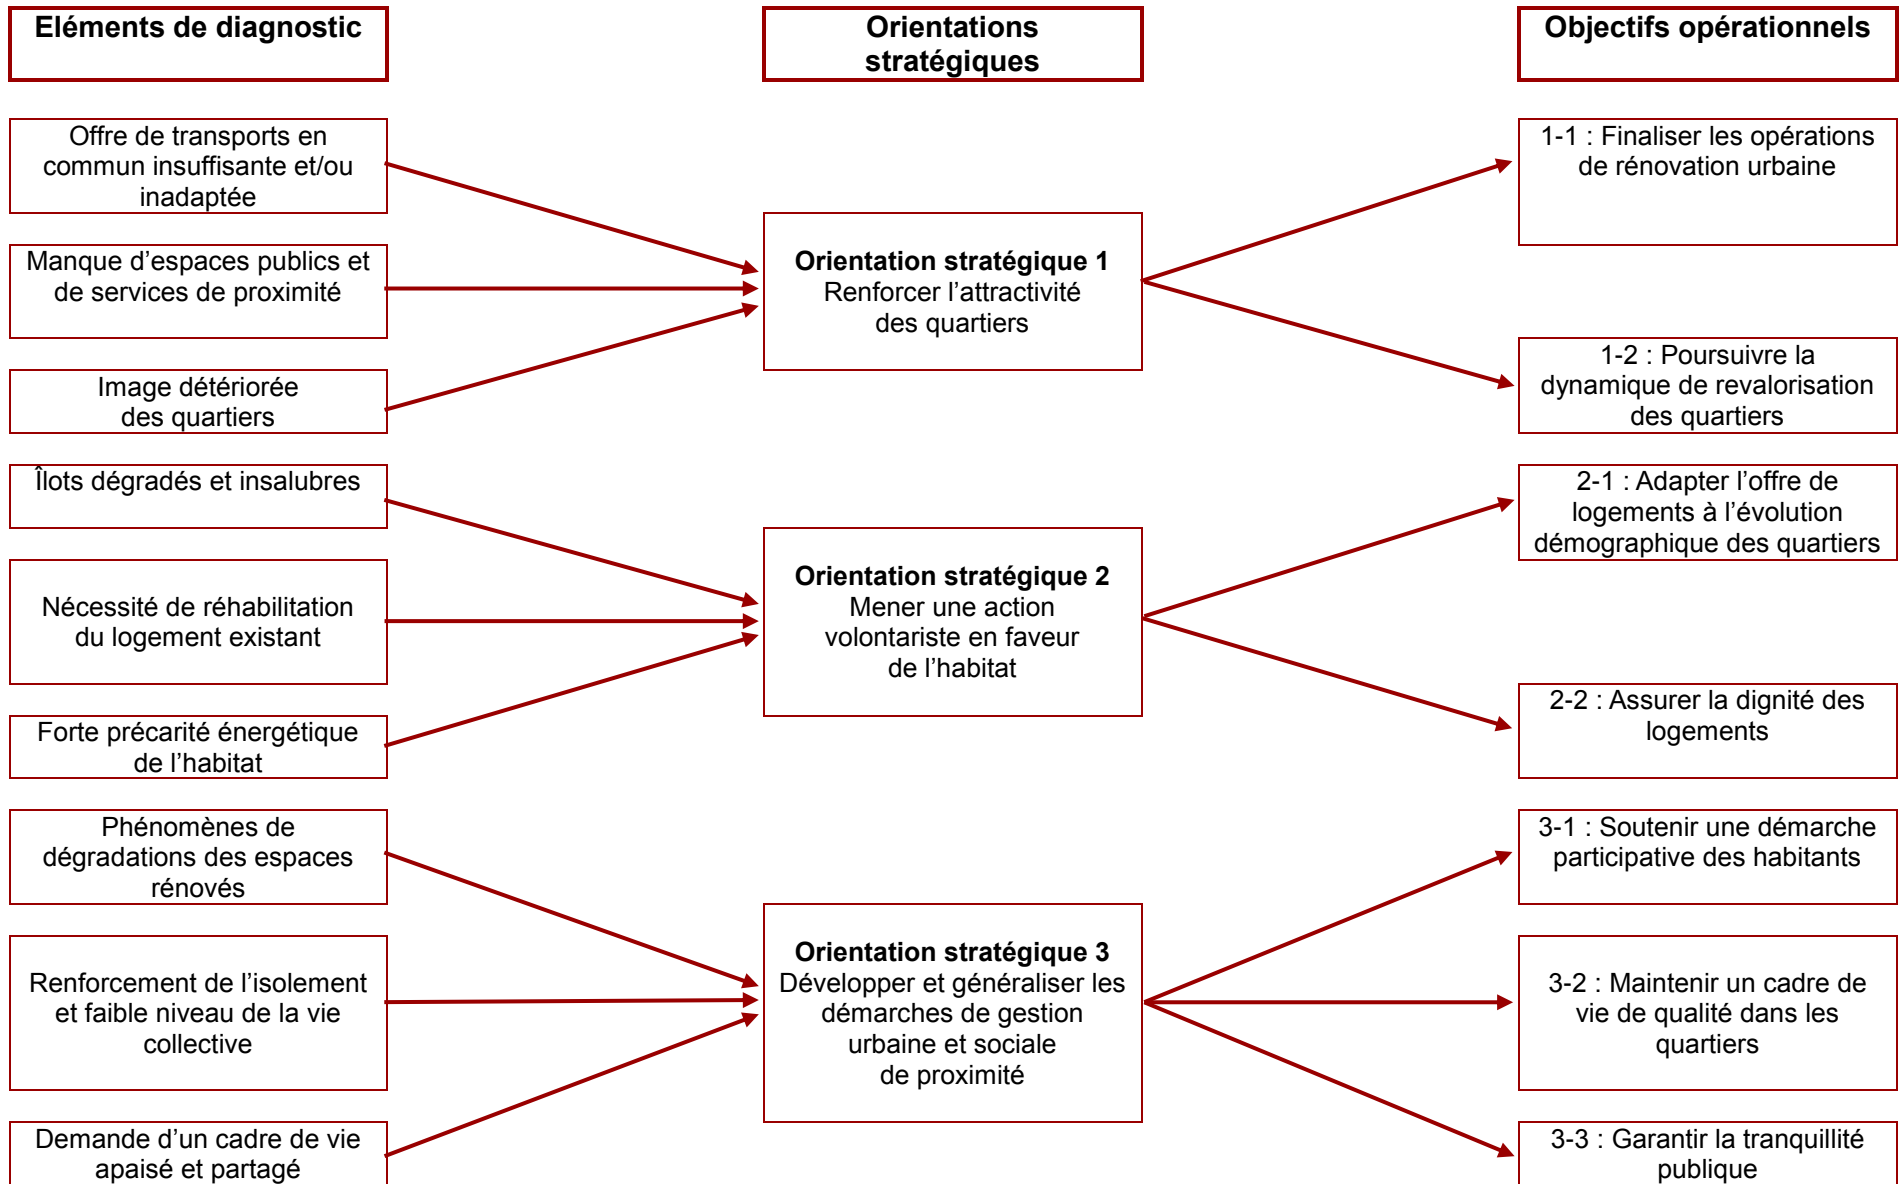 Eléments de diagnostic
Orientations
stratégiques
Objectifs opérationnels
Offre de transports en
commun insuffisante et/ou
inadaptée
Manque d’espaces publics et
de services de proximité
Image détériorée
des quartiers
Orientation stratégique 1
Renforcer l’attractivité
des quartiers
1-1 : Finaliser les opérations
de rénovation urbaine
1-2 : Poursuivre la
dynamique de revalorisation
des quartiers
Îlots dégradés et insalubres
Nécessité de réhabilitation
du logement existant
Forte précarité énergétique
de l’habitat
Orientation stratégique 2
Mener une action
volontariste en faveur
de l’habitat
2-1 : Adapter l’offre de
logements à l’évolution
démographique des quartiers
2-2 : Assurer la dignité des
logements
Phénomènes de
dégradations des espaces
rénovés
Renforcement de l’isolement
et faible niveau de la vie
collective
Demande d’un cadre de vie
apaisé et partagé
Orientation stratégique 3
Développer et généraliser les
démarches de gestion
urbaine et sociale
de proximité
3-1 : Soutenir une démarche
participative des habitants
3-2 : Maintenir un cadre de
vie de qualité dans les
quartiers
3-3 : Garantir la tranquillité
publique